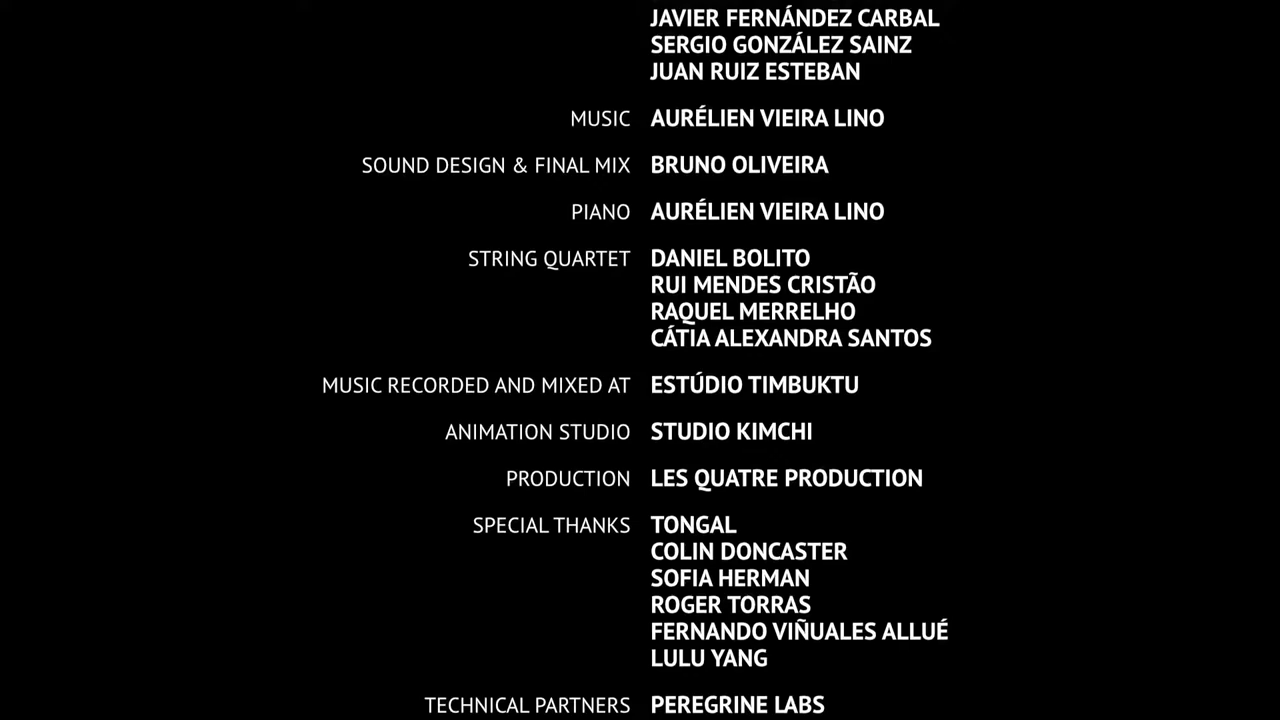 JAVIER FERNÁNDEZ CARBAL
SERGIO GONZÁLEZ SAINZ
JUAN RUIZ ESTEBAN
MUSIC AURÉLIEN VIEIRA LINO
SOUND DESIGN & FINAL MIX BRUNO OLIVEIRA
PIANO AURÉLIEN VIEIRA LINO
STRING QUARTET DANIEL BOLITO
RUI MENDES CRISTÃO
RAQUEL MERRELHO
CÁTIA ALEXANDRA SANTOS
MUSIC RECORDED AND MIXED AT ESTÚDIO TIMBUKTU
ANIMATION STUDIO STUDIO KIMCHI
PRODUCTION LES QUATRE PRODUCTION
SPECIAL THANKS TONGAL
COLIN DONCASTER
SOFIA HERMAN
ROGER TORRAS
FERNANDO VIÑUALES ALLUÉ
LULU YANG
TECHNICAL PARTNERS PEREGRINE LABS